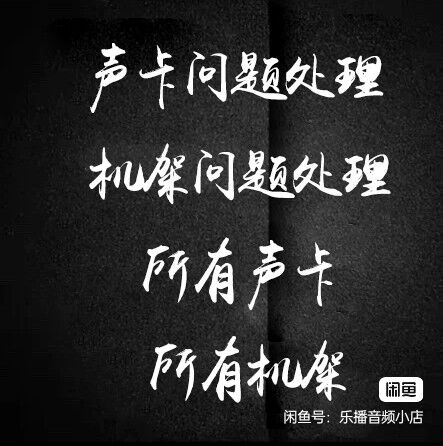 声卡问题处理
机架问题处理
所有声卡
所有机架
闲鱼
闲鱼号：乐播音频小店